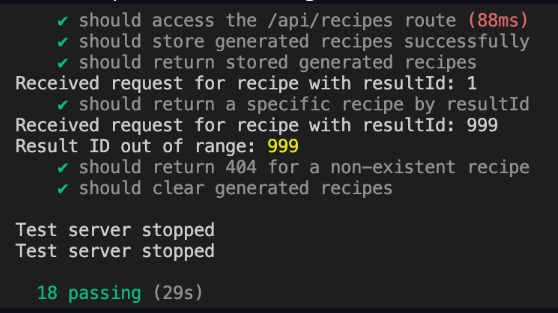 ✔ should access the /api/recipes route (88ms)
✔ should store generated recipes successfully
✔ should return stored generated recipes
Received request for recipe with resultId: 1
✔ should return a specific recipe by resultId
Received request for recipe with resultId: 999
Result ID out of range: 999
✔ should return 404 for a non-existent recipe
✔ should clear generated recipes
Test server stopped
Test server stopped
18 passing (29s)